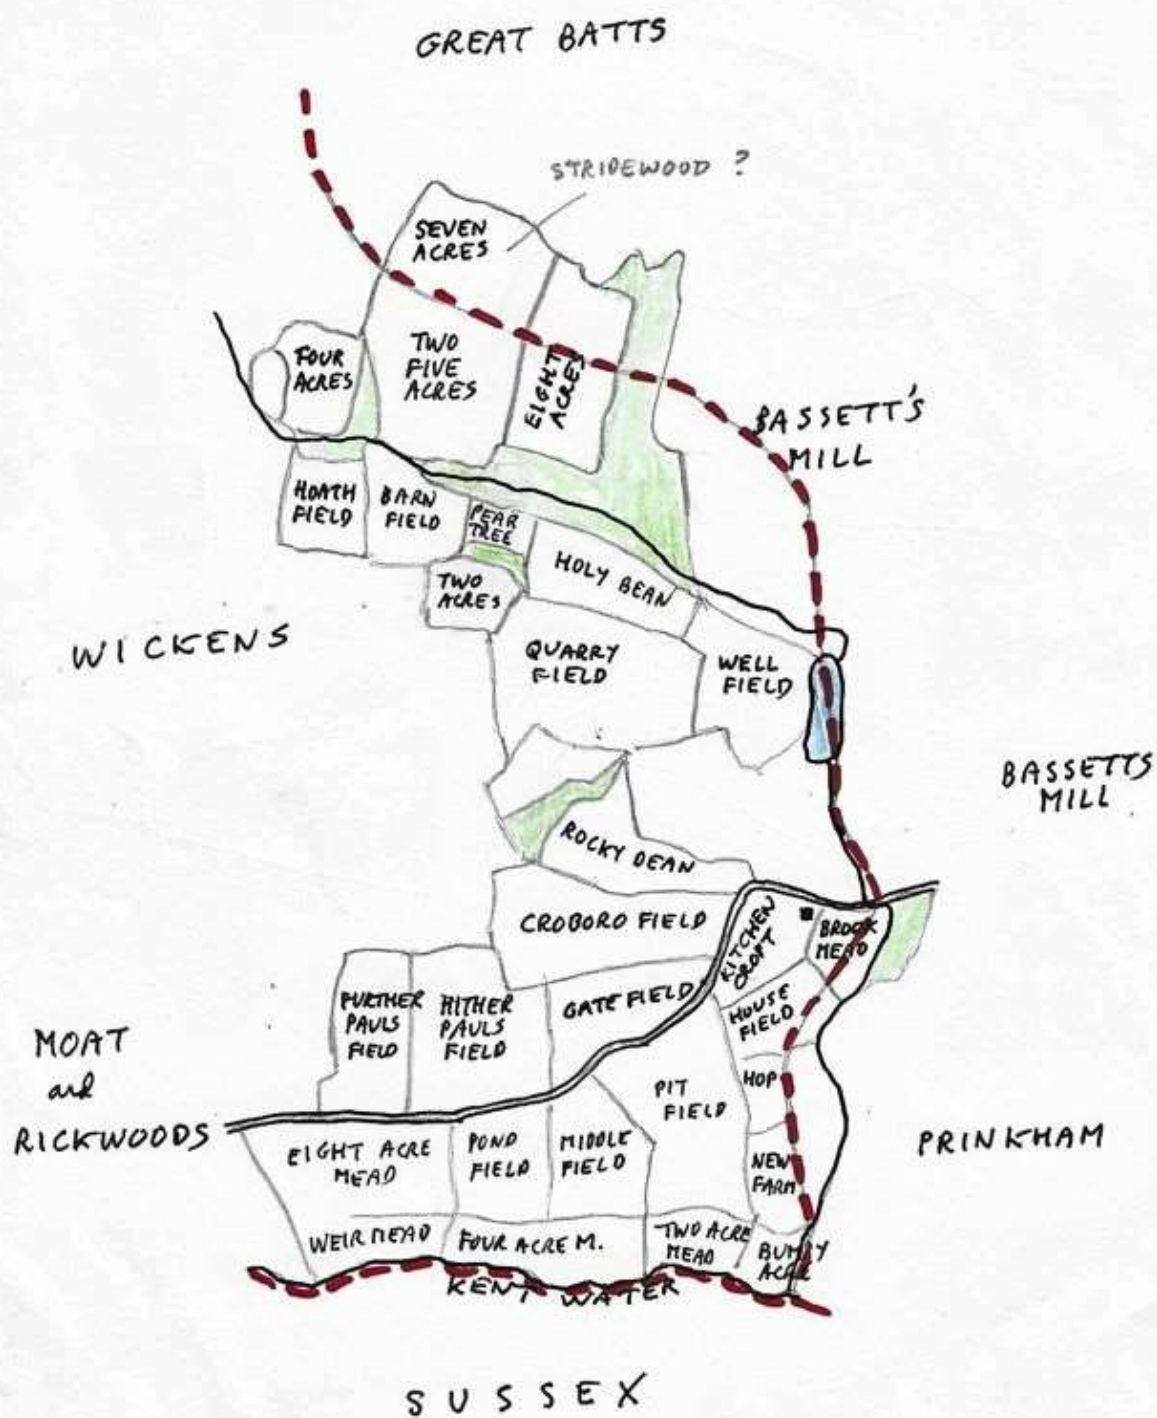 GREAT BATTS
STRIDEWOOD ?
SEVEN
ACRES
FOUR
ACRES
TWO
FIVE
ACRES
EIGHT
ACRES
BASSETT'S
MILL
HOATH
FIELD
BARN
FIELD
PEAR
TREE
TWO
ACRES
HOLY BEAN
WICKENS
QUARRY
FIELD
WELL
FIELD
BASSETTS
MILL
ROCKY DEAN
CROBORO FIELD
KITCHEN
CROFT
BROOK
MEAD
FURTHER
PAULS
FIELD
HITHER
PAULS
FIELD
GATE FIELD
HOUSE
FIELD
MOAT
and
RICKWOODS
PIT
FIELD
HOP
PRINKHAM
EIGHT ACRE
MEAD
POND
FIELD
MIDDLE
FIELD
NEW
FARM
WEIR MEAD
FOUR ACRE M.
TWO ACRE
MEAD
ACRE
KENT WATER
SUSSEX